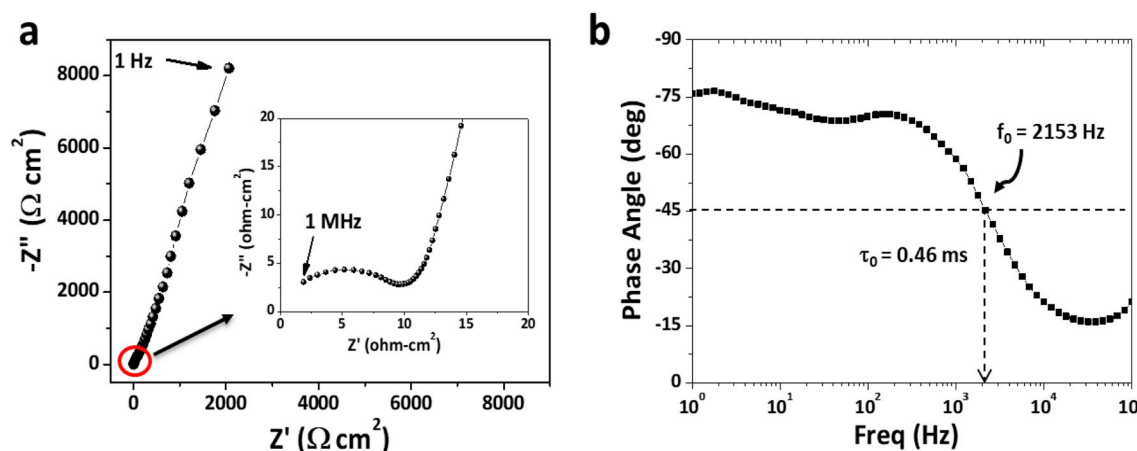 a
-Z" (Ω cm²)
8000
6000
4000
2000
0
1 Hz
0 2000 4000 6000 8000
Z' (Ω cm²)
-Z" (ohm-cm²)
20
15
10
5
0
1 MHz
0 5 10 15 20
Z' (ohm-cm²)
b
Phase Angle (deg)
-90
-75
-60
-45
-30
-15
0
f₀ = 2153 Hz
τ₀ = 0.46 ms
10⁰ 10¹ 10² 10³ 10⁴ 10⁵
Freq (Hz)